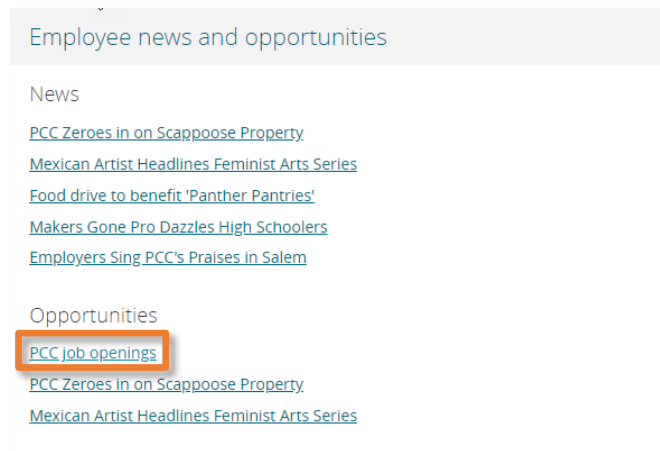 Employee news and opportunities
News
PCC Zeroes in on Scappoose Property
Mexican Artist Headlines Feminist Arts Series
Food drive to benefit 'Panther Pantries'
Makers Gone Pro Dazzles High Schoolers
Employers Sing PCC's Praises in Salem
Opportunities
PCC job openings
PCC Zeroes in on Scappoose Property
Mexican Artist Headlines Feminist Arts Series